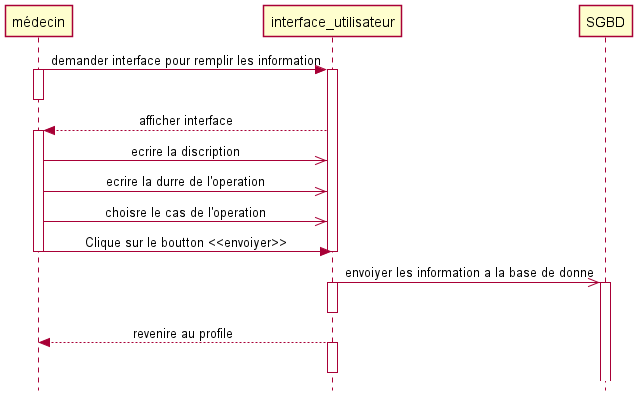 médecin
interface_utilisateur
SGBD
demander interface pour remplir les information
afficher interface
ecrire la discription
ecrire la durre de l'operation
choisre le cas de l'operation
Clique sur le boutton <<envoiyer>>
envoiyer les information a la base de donne
revenire au profile